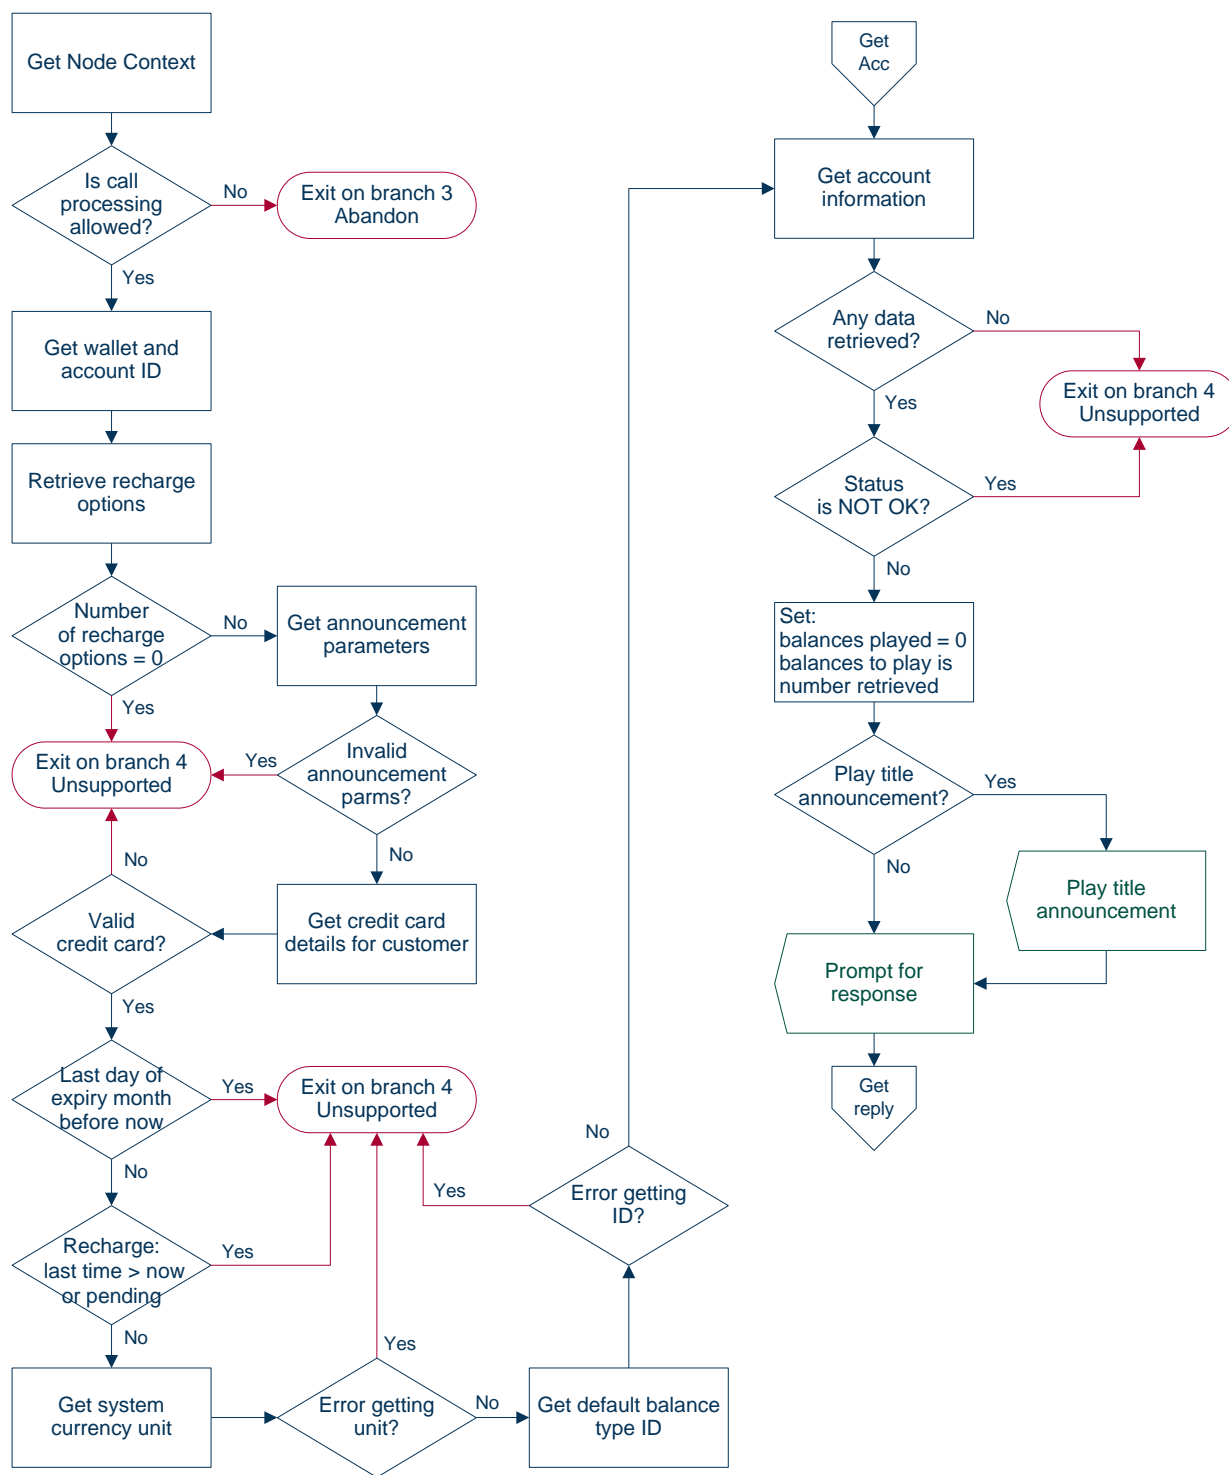 Get Node Context
Is call
processing
allowed?
No
Exit on branch 3
Abandon
Yes
Get wallet and
account ID
Retrieve recharge
options
Number
of recharge
options = 0
No
Get announcement
parameters
Yes
Exit on branch 4
Unsupported
Yes
Invalid
announcement
parms?
No
No
Get credit card
details for customer
Valid
credit card?
Yes
Last day of
expiry month
before now
Yes
Exit on branch 4
Unsupported
No
Recharge:
last time > now
or pending
Yes
No
Get system
currency unit
Error getting
unit?
Yes
No
Get default balance
type ID
Error getting
ID?
Yes
No
Get
Acc
Get account
information
Any data
retrieved?
No
Exit on branch 4
Unsupported
Yes
Status
is NOT OK?
Yes
No
Set:
balances played = 0
balances to play is
number retrieved
Play title
announcement?
Yes
No
Play title
announcement
Prompt for
response
Get
reply